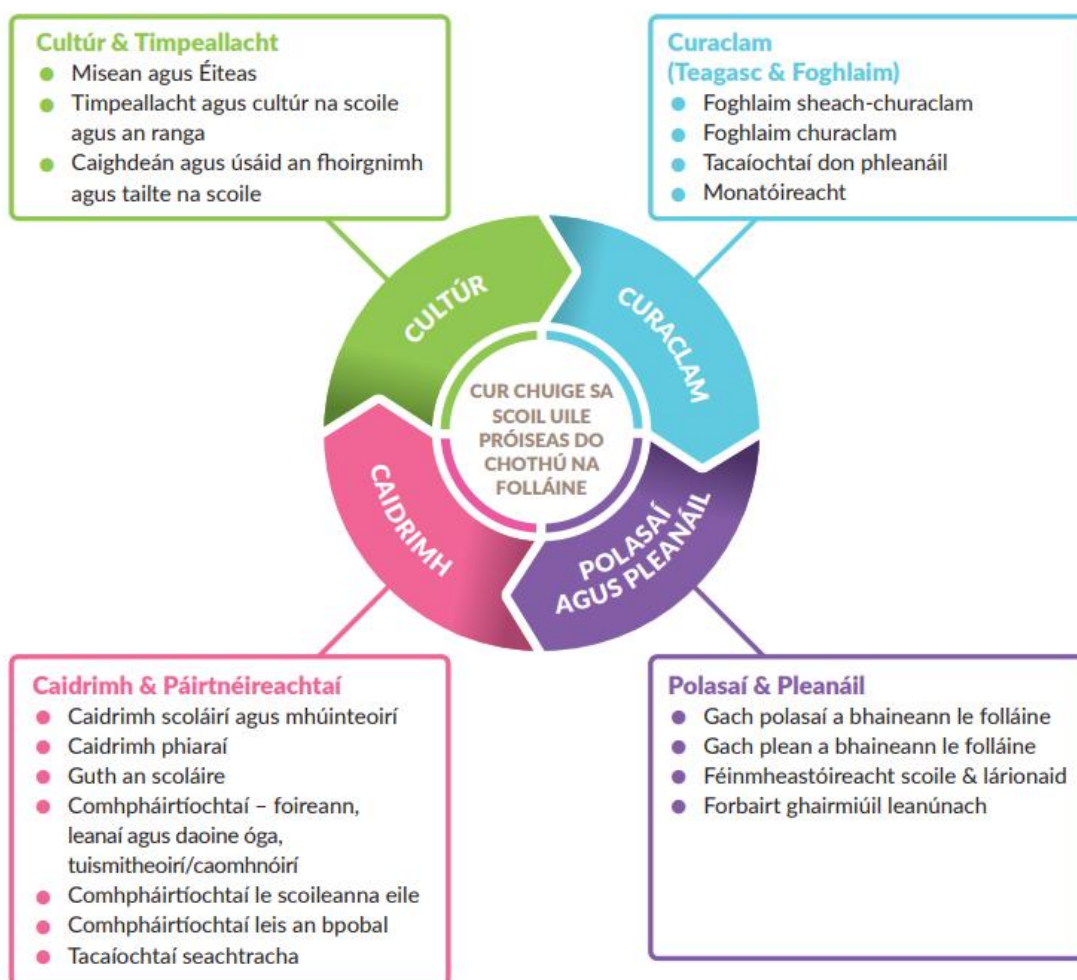 Cultúr & Timpeallacht
Misean agus Éiteas
Timpeallacht agus cultúr na scoile
agus an ranga
Caighdeán agus úsáid an fhoirgnimh
agus tailte na scoile
Curaclam
(Teagasc & Foghlaim)
Foghlaim sheach-churaclam
Foghlaim churaclam
Tacaíochtaí don phleanáil
Monatóireacht
CULTÚR
CURACLAM
CUR CHUIGE SA
SCOIL UILE
PRÓISEAS DO
CHOTHÚ NA
FOLLÁINE
CAIDRIMH
POLASAÍ
AGUS PLEANÁIL
Caidrimh & Páirtnéireachtaí
Caidrimh scoláirí agus mhúinteoirí
Caidrimh phiaraí
Guth an scoláire
Comhpháirtíochtaí – foireann,
leanaí agus daoine óga,
tuismitheoirí/caomhnóirí
Comhpháirtíochtaí le scoileanna eile
Comhpháirtíochtaí leis an bpobal
Tacaíochtaí seachtracha
Polasaí & Pleanáil
Gach polasaí a bhaineann le folláine
Gach plean a bhaineann le folláine
Féinmheastóireacht scoile & lárionaid
Forbairt ghairmiúil leanúnach